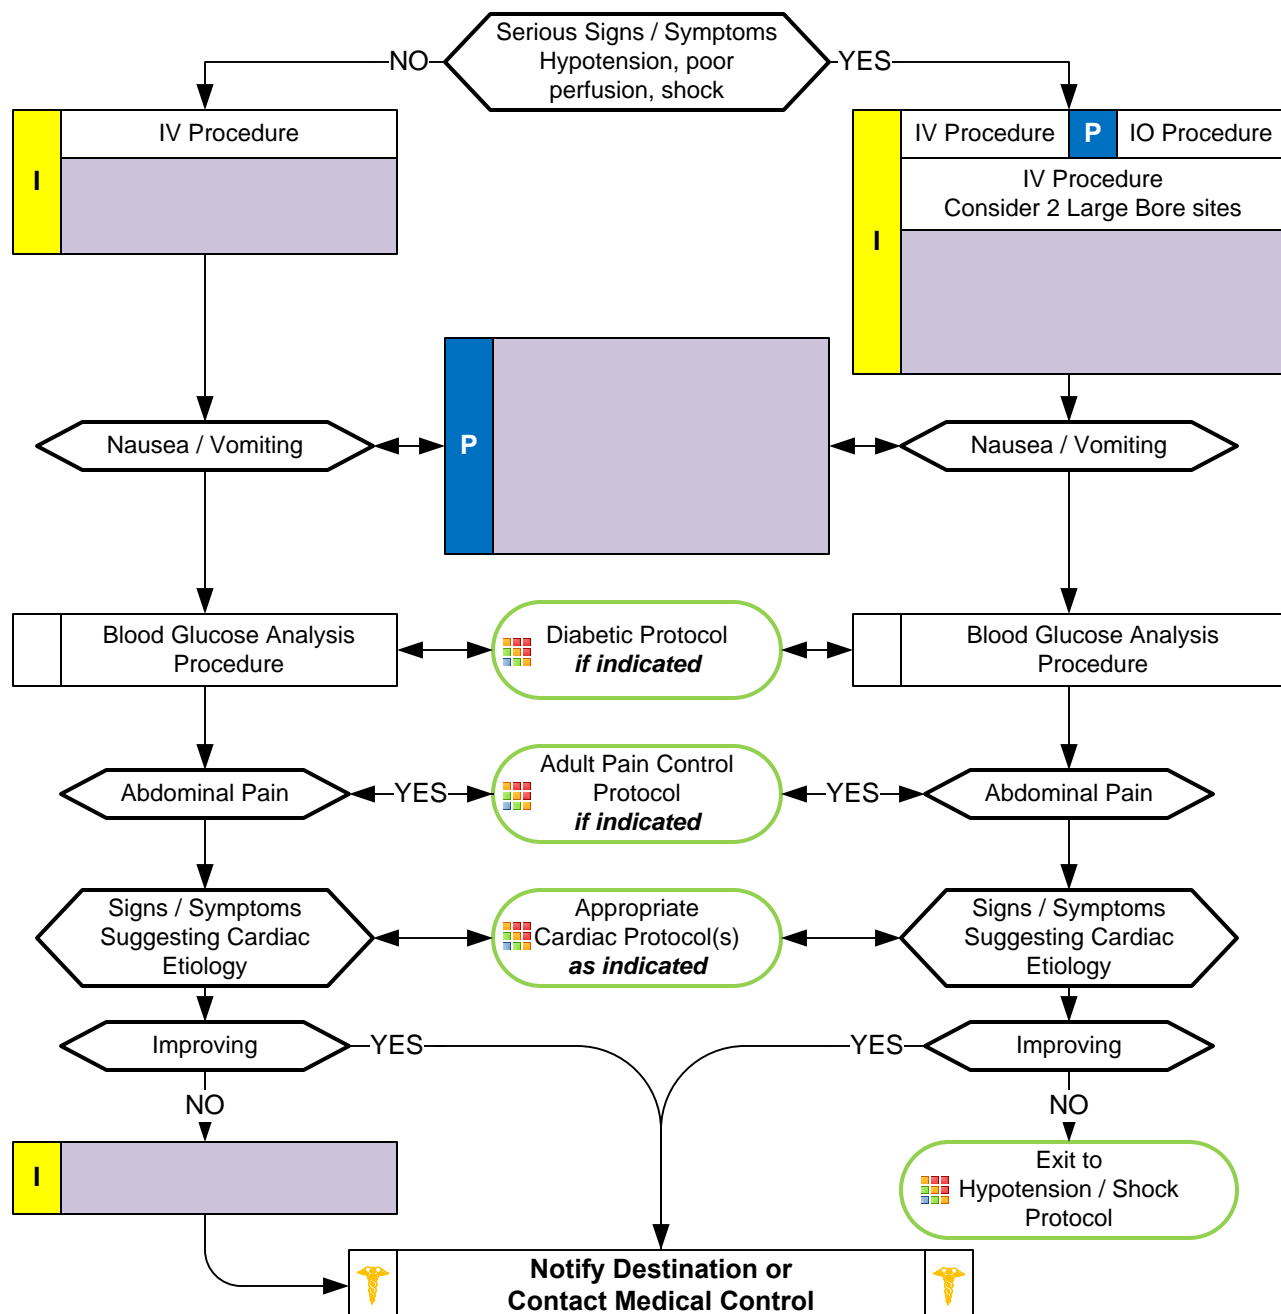 Serious Signs / Symptoms
Hypotension, poor
perfusion, shock
NO
YES
I
IV Procedure
I
IV Procedure
P
IO Procedure
IV Procedure
Consider 2 Large Bore sites
Nausea / Vomiting
P
Nausea / Vomiting
Blood Glucose Analysis
Procedure
Diabetic Protocol
if indicated
Blood Glucose Analysis
Procedure
Abdominal Pain
YES
Adult Pain Control
Protocol
if indicated
YES
Abdominal Pain
Signs / Symptoms
Suggesting Cardiac
Etiology
Appropriate
Cardiac Protocol(s)
as indicated
Signs / Symptoms
Suggesting Cardiac
Etiology
Improving
YES
YES
Improving
NO
NO
I
Exit to
Hypotension / Shock
Protocol
Notify Destination or
Contact Medical Control